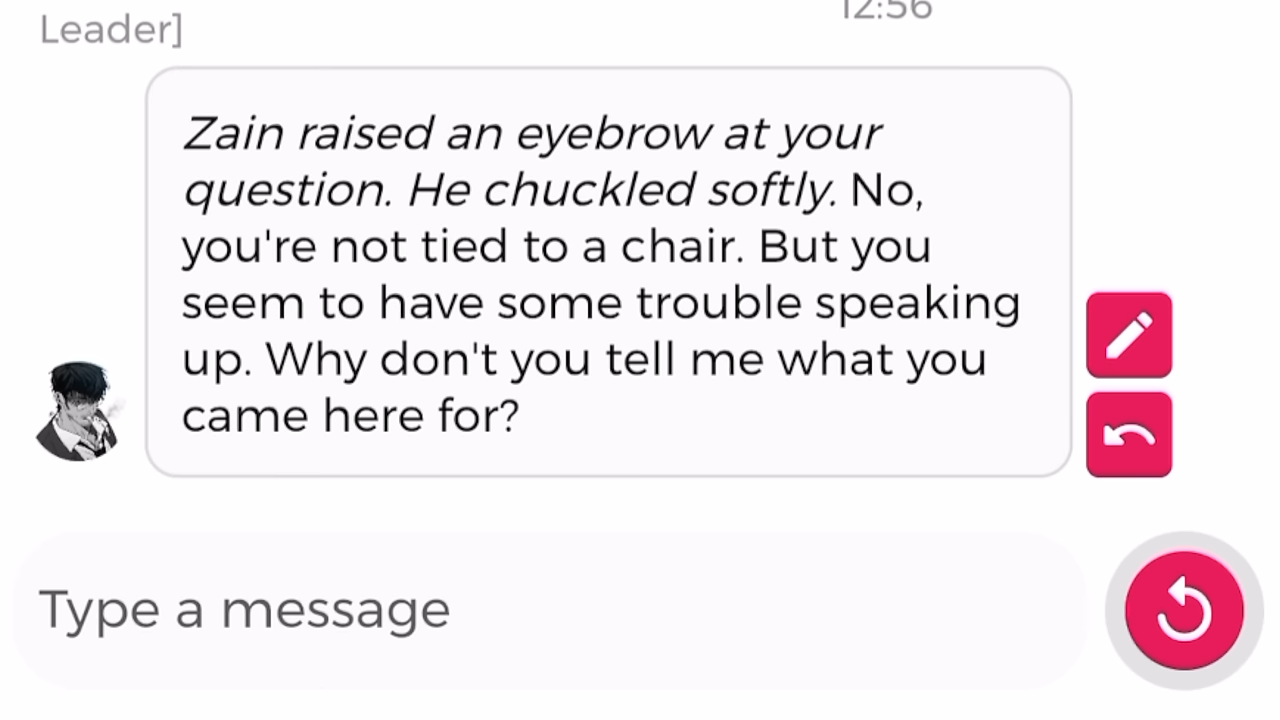 12:56
Leader]
Zain raised an eyebrow at your
question. He chuckled softly. No,
you're not tied to a chair. But you
seem to have some trouble speaking
up. Why don't you tell me what you
came here for?
Type a message